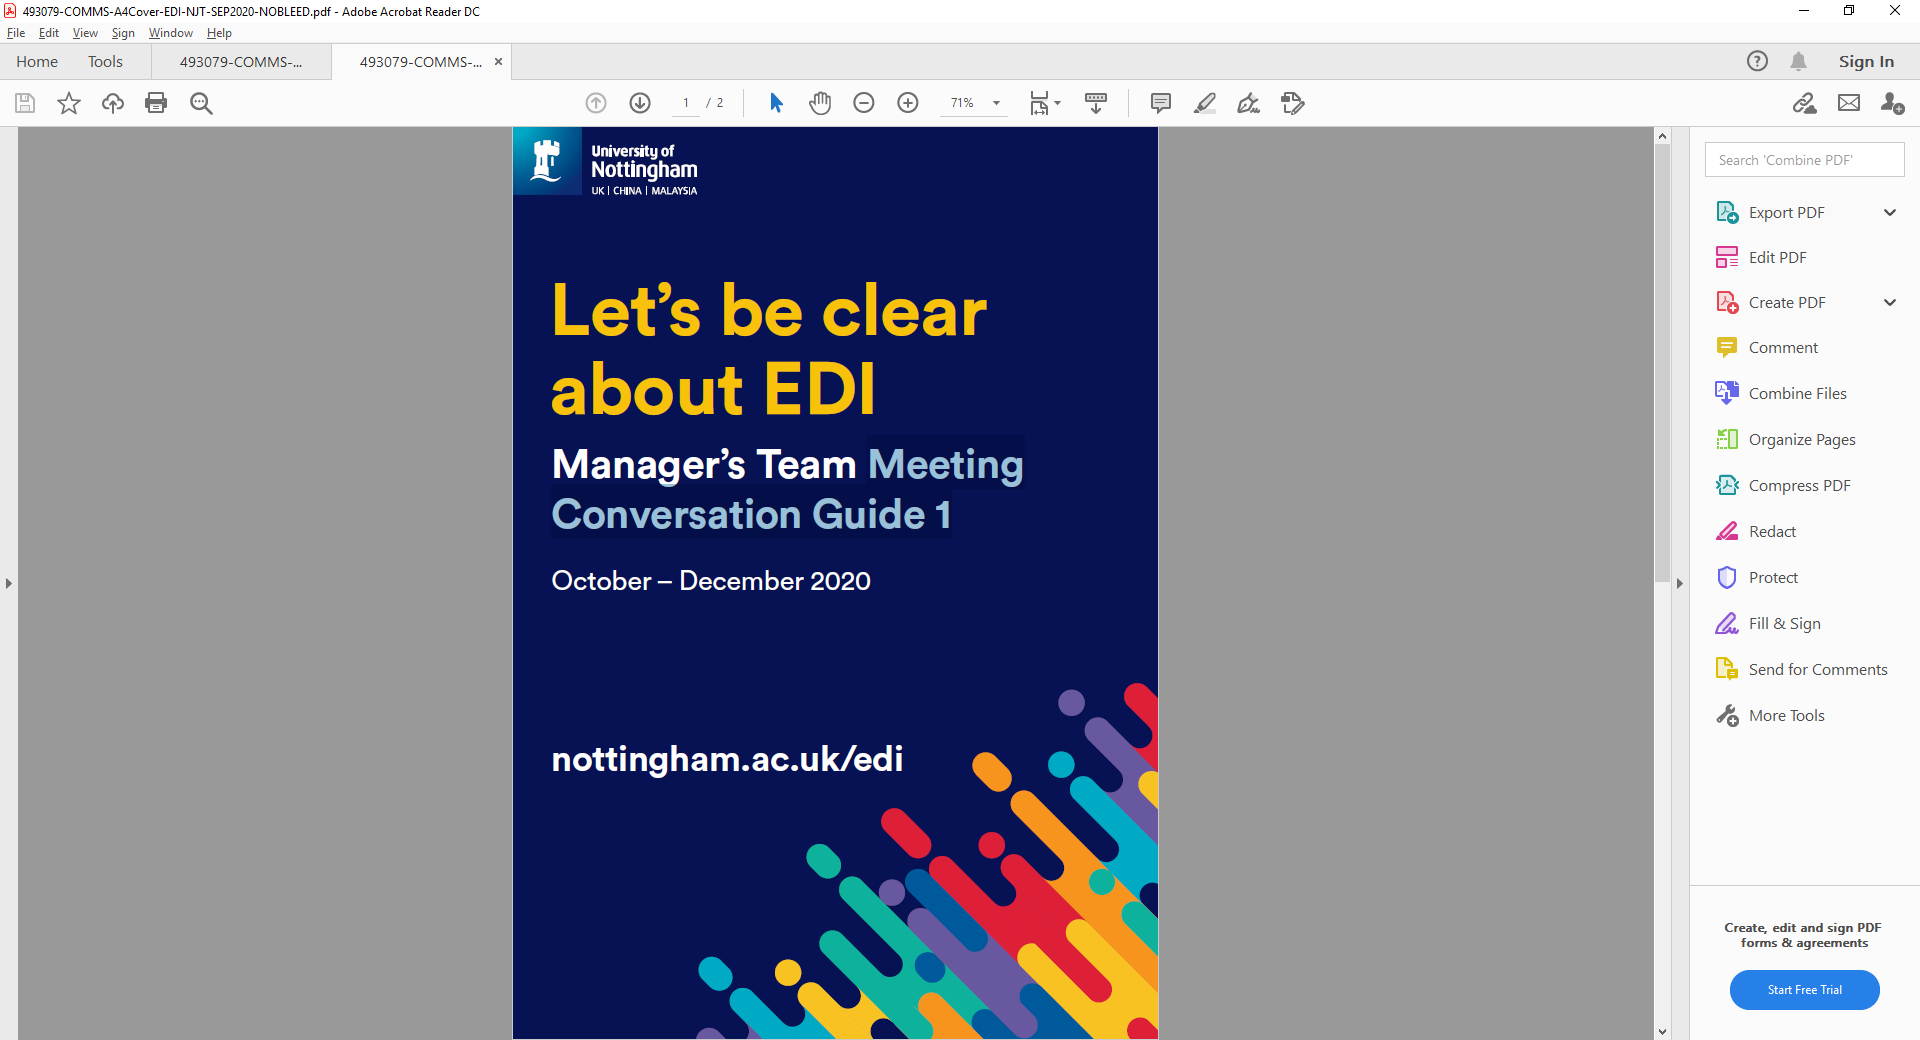 493079-COMMS-A4Cover-EDI-NJT-SEP2020-NOBLEED.pdf - Adobe Acrobat Reader DC
File Edit View Sign Window Help
Home Tools 493079-COMMS-... 493079-COMMS-... Sign In
1 / 2 71%
University of
Nottingham
UK | CHINA | MALAYSIA
Let's be clear
about EDI
Manager's Team Meeting
Conversation Guide 1
October – December 2020
nottingham.ac.uk/edi
Search 'Combine PDF'
Export PDF
Edit PDF
Create PDF
Comment
Combine Files
Organize Pages
Compress PDF
Redact
Protect
Fill & Sign
Send for Comments
More Tools
Create, edit and sign PDF
forms & agreements
Start Free Trial